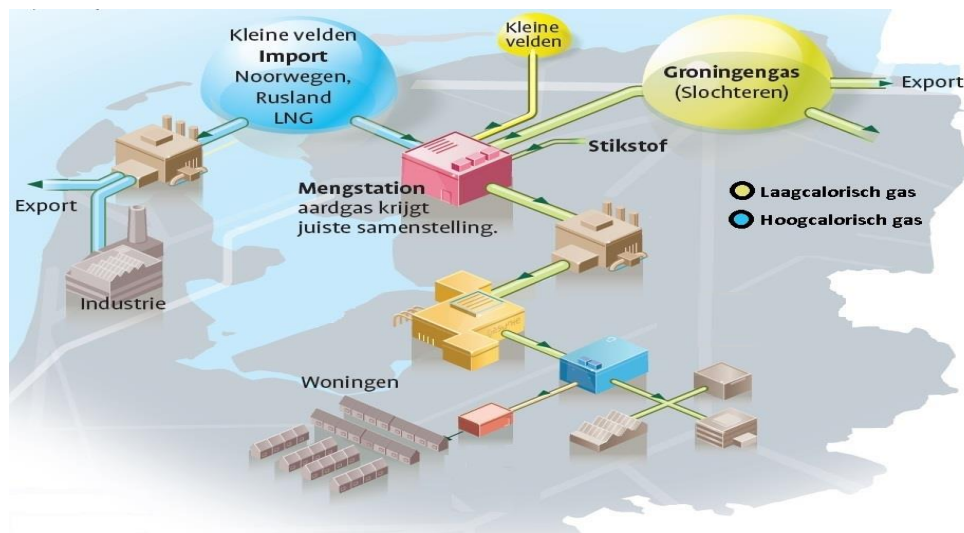 Kleine velden
Import
Noorwegen,
Rusland
LNG
Kleine
velden
Groningengas
(Slochteren)
Export
Stikstof
Mengstation
aardgas krijgt
juiste samenstelling.
Laagcalorisch gas
Hoogcalorisch gas
Export
Industrie
Woningen